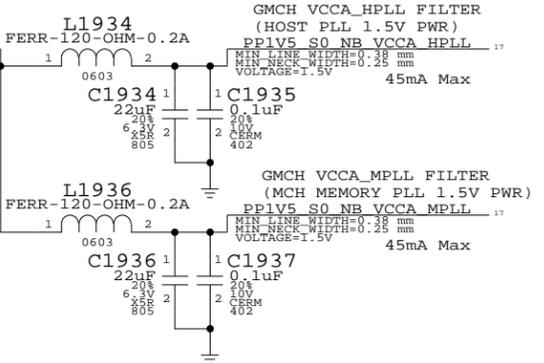 GMCH VCCA_HPLL FILTER
(HOST PLL 1.5V PWR)
L1934
FERR-120-OHM-0.2A
PP1V5_S0_NB_VCCA_HPLL
17
1 2
MIN_LINE_WIDTH=0.38 mm
MIN_NECK_WIDTH=0.25 mm
VOLTAGE=1.5V
0603
45mA Max
C1934 1
1 C1935
22uF
0.1uF
20%
20%
6.3V 2
2 10V
X5R
CERM
805
402
GMCH VCCA_MPLL FILTER
(MCH MEMORY PLL 1.5V PWR)
L1936
FERR-120-OHM-0.2A
PP1V5_S0_NB_VCCA_MPLL
17
1 2
MIN_LINE_WIDTH=0.38 mm
MIN_NECK_WIDTH=0.25 mm
VOLTAGE=1.5V
0603
45mA Max
C1936 1
1 C1937
22uF
0.1uF
20%
20%
6.3V 2
2 10V
X5R
CERM
805
402